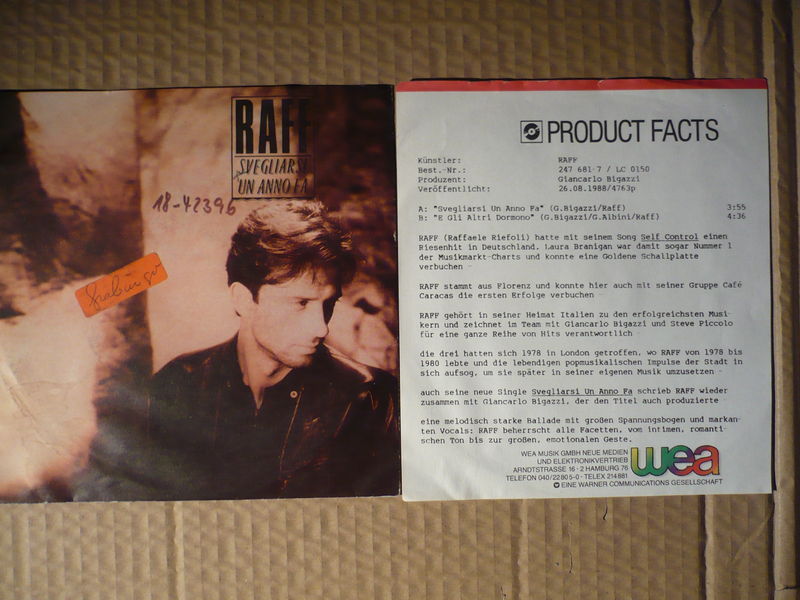 RAFF
SVEGLIARSI
UN ANNO FA
18-42396
PRODUCT FACTS
Künstler: RAFF
Best.-Nr.: 247 681-7 / LC 0150
Produzent: Giancarlo Bigazzi
Veröffentlicht: 26.08.1988/4763p
A: "Svegliarsi Un Anno Fa" (G.Bigazzi/Raff) 3:55
B: "E Gli Altri Dormono" (G.Bigazzi/G.Albini/Raff) 4:36
RAFF (Raffaele Riefoli) hatte mit seinem Song Self Control einen
Riesenhit in Deutschland, Laura Branigan war damit sogar Nummer 1
der Musikmarkt-Charts und konnte eine Goldene Schallplatte
verbuchen -
RAFF stammt aus Florenz und konnte hier auch mit seiner Gruppe Café
Caracas die ersten Erfolge verbuchen -
RAFF gehört in seiner Heimat Italien zu den erfolgreichsten Musi-
kern und zeichnet im Team mit Giancarlo Bigazzi und Steve Piccolo
für eine ganze Reihe von Hits verantwortlich -
die drei hatten sich 1978 in London getroffen, wo RAFF von 1978 bis
1980 lebte und die lebendigen popmusikalischen Impulse der Stadt in
sich aufsog, um sie später in seiner eigenen Musik umzusetzen -
auch seine neue Single Svegliarsi Un Anno Fa schrieb RAFF wieder
zusammen mit Giancarlo Bigazzi, der den Titel auch produzierte -
eine melodisch starke Ballade mit großen Spannungsbogen und markan-
ten Vocals: RAFF beherrscht alle Facetten, vom intimen, romanti-
schen Ton bis zur großen, emotionalen Geste.
WEA MUSIK GMBH NEUE MEDIEN
UND ELEKTRONIKVERTRIEB
ARNDTSTRASSE 16 · 2 HAMBURG 76
TELEFON 040/22 80 5-0 · TELEX 214 881
EINE WARNER COMMUNICATIONS GESELLSCHAFT
wea